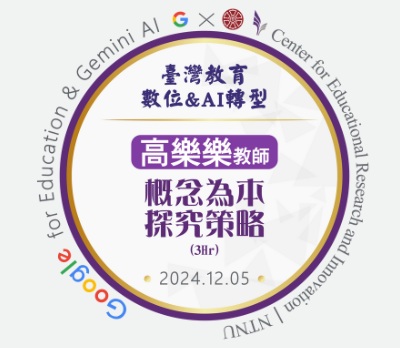 Google for Education & Gemini AI
Center for Educational Research and Innovation | NTNU
臺灣教育
數位&AI轉型
高樂樂教師
概念為本
探究策略
(3Hr)
2024.12.05